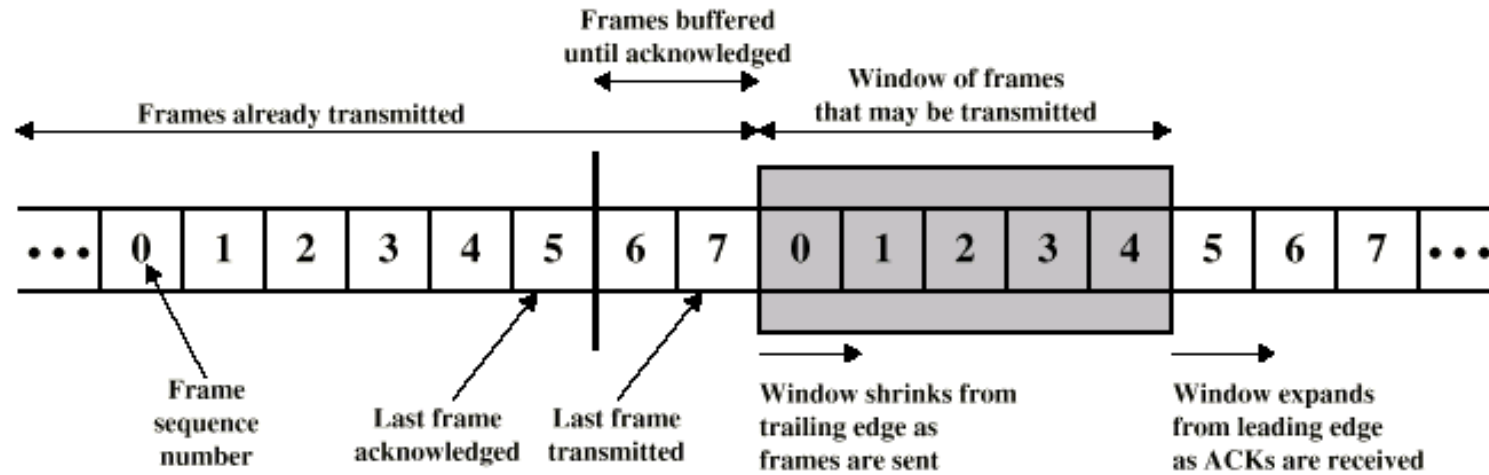 Frames buffered
until acknowledged
Window of frames
that may be transmitted
Frames already transmitted
••• 0 1 2 3 4 5 6 7 0 1 2 3 4 5 6 7 •••
Frame
sequence
number
Last frame
acknowledged
Last frame
transmitted
Window shrinks from
trailing edge as
frames are sent
Window expands
from leading edge
as ACKs are received